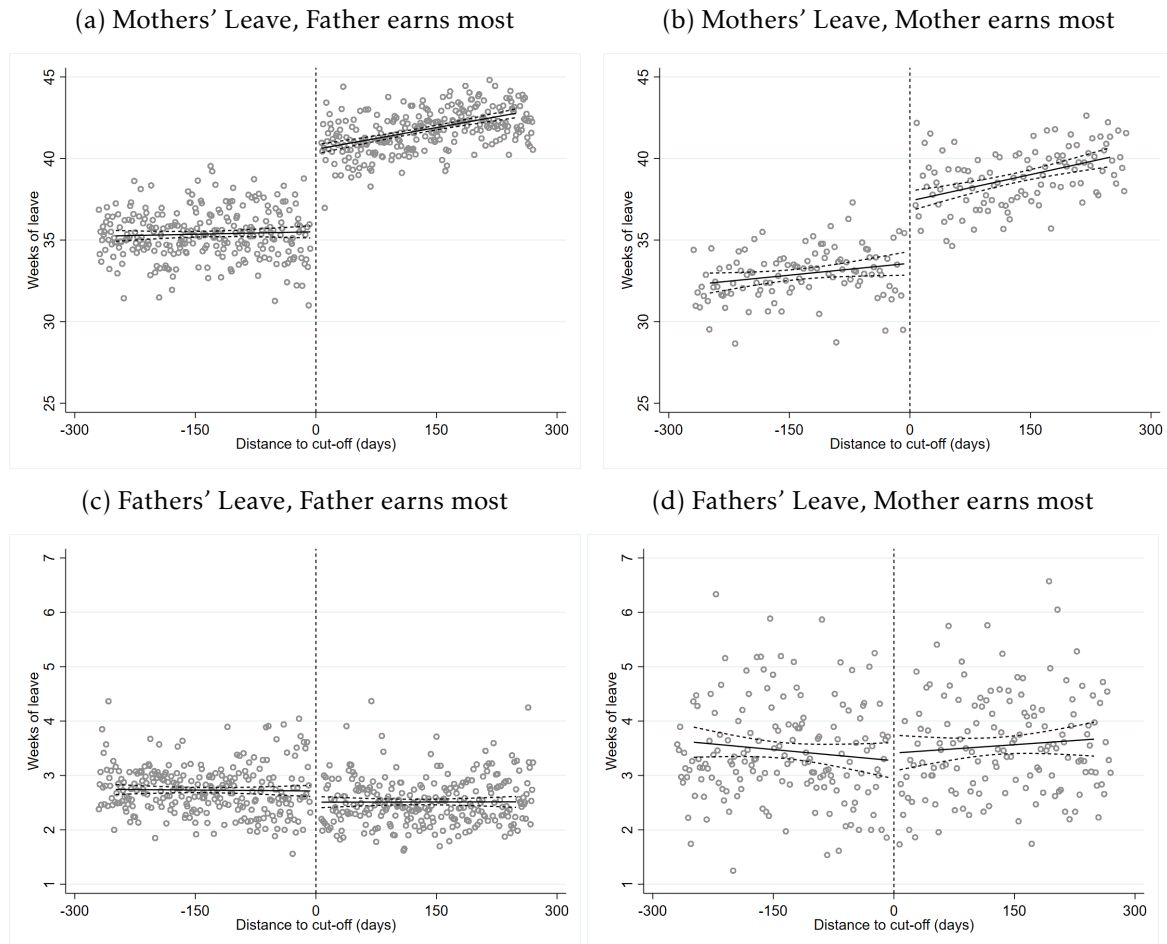 (a) Mothers’ Leave, Father earns most
Weeks of leave
45
40
35
30
25
-300 -150 0 150 300
Distance to cut-off (days)
(b) Mothers’ Leave, Mother earns most
Weeks of leave
45
40
35
30
25
-300 -150 0 150 300
Distance to cut-off (days)
(c) Fathers’ Leave, Father earns most
Weeks of leave
7
6
5
4
3
2
1
-300 -150 0 150 300
Distance to cut-off (days)
(d) Fathers’ Leave, Mother earns most
Weeks of leave
7
6
5
4
3
2
1
-300 -150 0 150 300
Distance to cut-off (days)